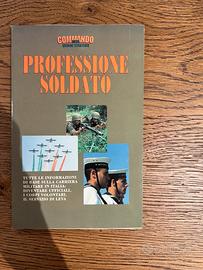 COMMANDO
PROFESSIONE
SOLDATO
TUTTE LE INFORMAZIONI
DI BASE SULLA CARRIERA
MILITARE IN ITALIA:
DIVENTARE UFFICIALI,
I CORPI VOLONTARI,
IL SERVIZIO DI LEVA